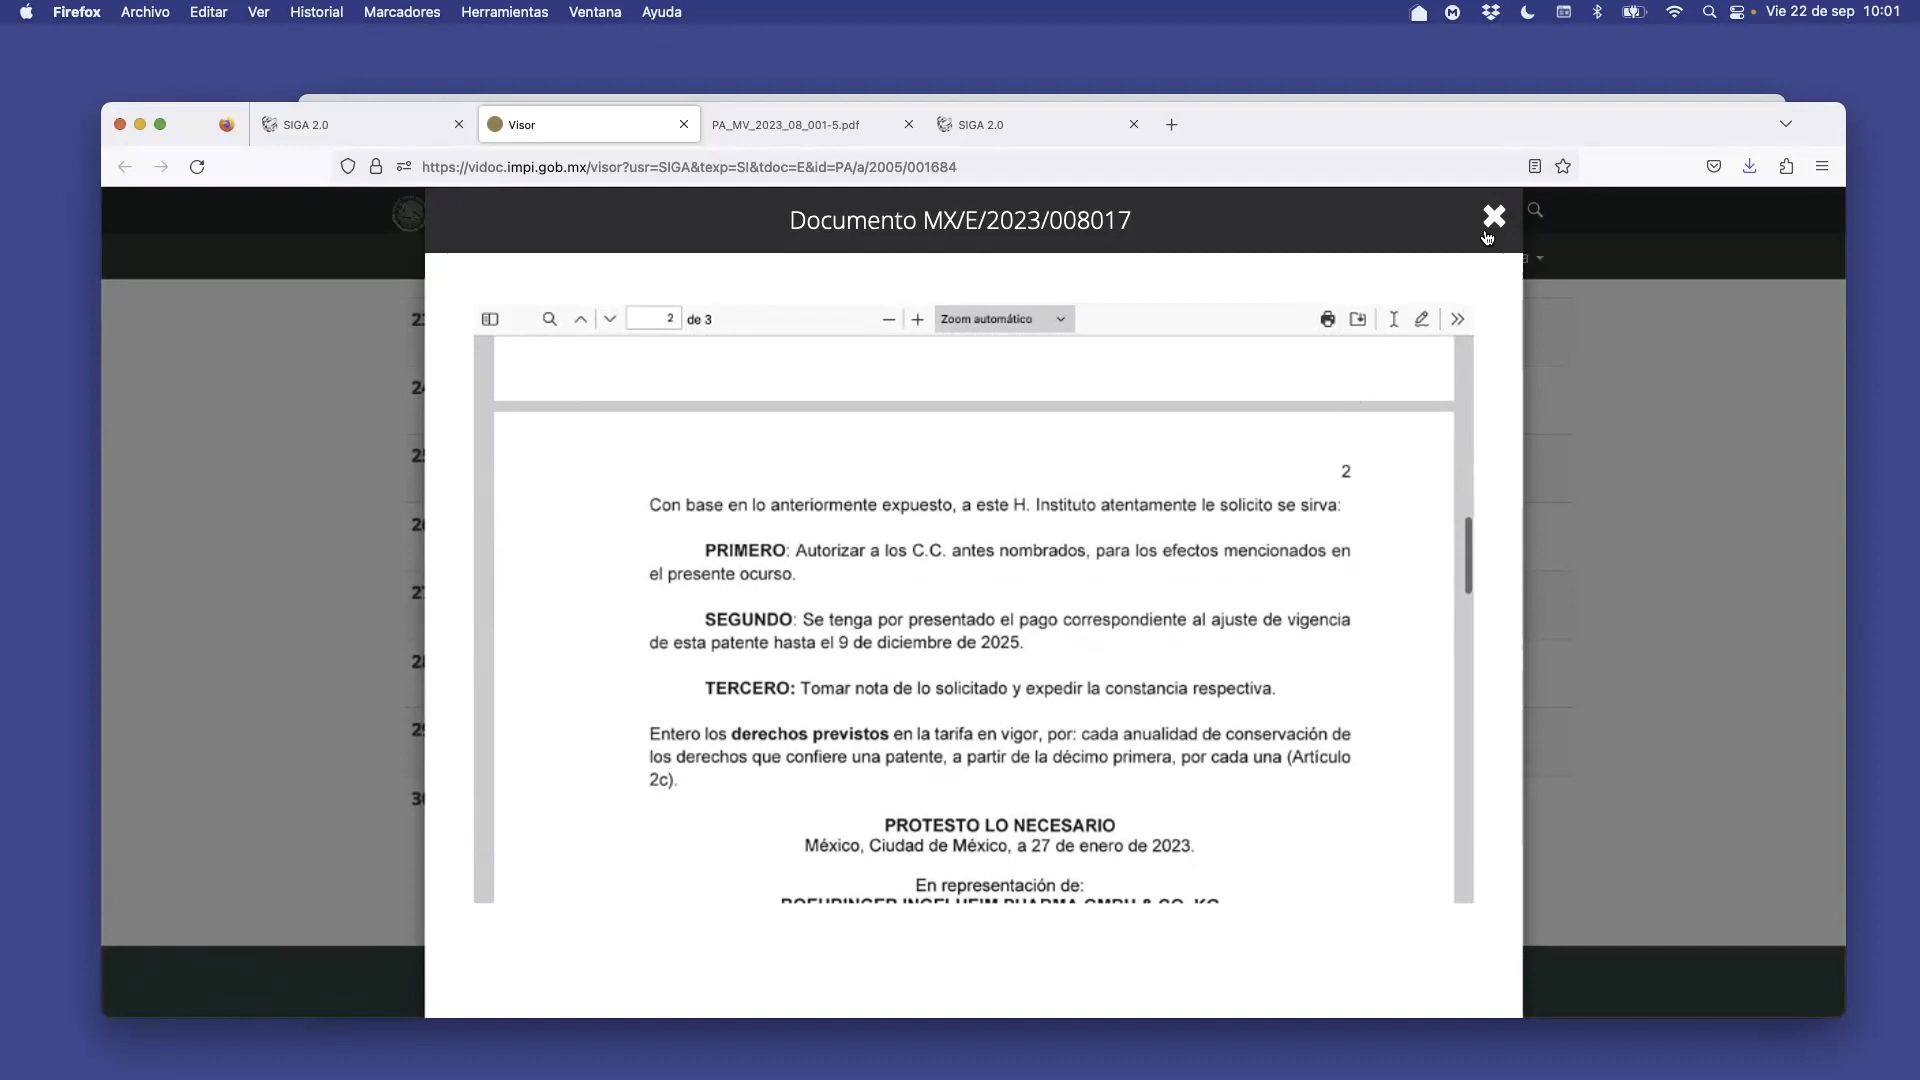 Firefox Archivo Editar Ver Historial Marcadores Herramientas Ventana Ayuda Vie 22 de sep 10:01
SIGA 2.0 Visor PA_MV_2023_08_001-5.pdf SIGA 2.0
https://vidoc.impi.gob.mx/visor?usr=SIGA&texp=SI&tdoc=E&id=PA/a/2005/001684
Documento MX/E/2023/008017
2 de 3 Zoom automático
2
Con base en lo anteriormente expuesto, a este H. Instituto atentamente le solicito se sirva:
PRIMERO: Autorizar a los C.C. antes nombrados, para los efectos mencionados en
el presente ocurso.
SEGUNDO: Se tenga por presentado el pago correspondiente al ajuste de vigencia
de esta patente hasta el 9 de diciembre de 2025.
TERCERO: Tomar nota de lo solicitado y expedir la constancia respectiva.
Entero los derechos previstos en la tarifa en vigor, por: cada anualidad de conservación de
los derechos que confiere una patente, a partir de la décimo primera, por cada una (Artículo
2c).
PROTESTO LO NECESARIO
México, Ciudad de México, a 27 de enero de 2023.
En representación de:
BOEHRINGER INGELHEIM PHARMA GMBH & CO. KG